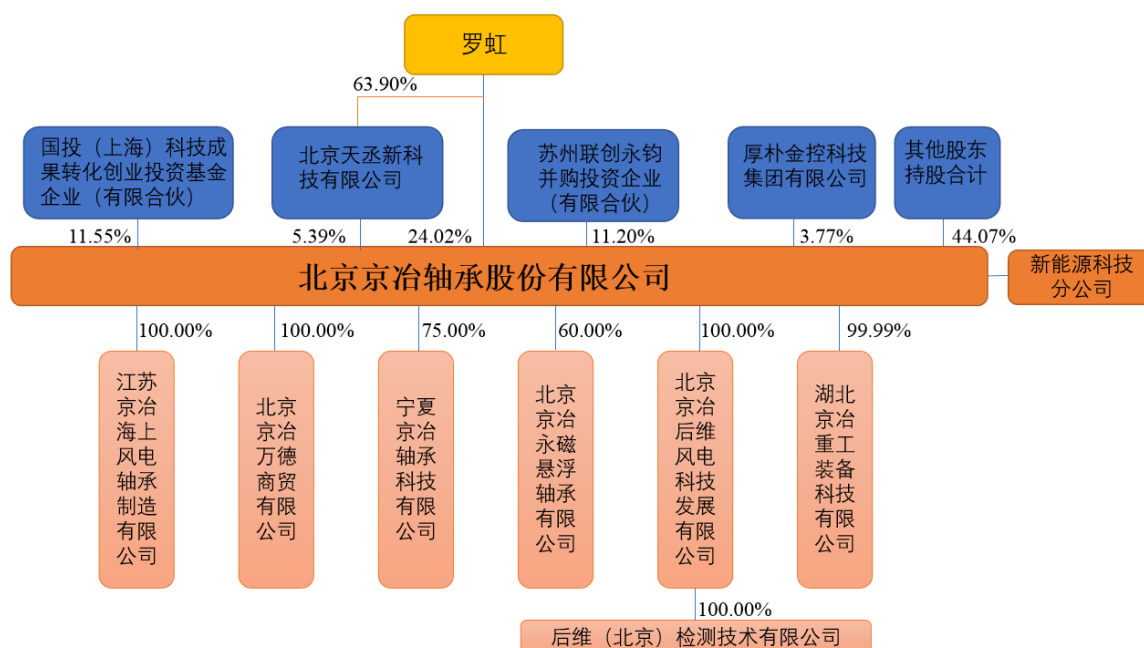 罗虹
63.90%
国投（上海）科技成
果转化创业投资基金
企业（有限合伙）
北京天丞新科
技有限公司
苏州联创永钧
并购投资企业
（有限合伙）
厚朴金控科技
集团有限公司
其他股东
持股合计
11.55%
5.39%
24.02%
11.20%
3.77%
44.07%
北京京冶轴承股份有限公司
新能源科技
分公司
100.00%
100.00%
75.00%
60.00%
100.00%
99.99%
江苏
京冶
海上
风电
轴承
制造
有限
公司
北京
京冶
万德
商贸
有限
公司
宁夏
京冶
轴承
科技
有限
公司
北京
京冶
永磁
悬浮
轴承
有限
公司
北京
京冶
后维
风电
科技
发展
有限
公司
湖北
京冶
重工
装备
科技
有限
公司
100.00%
后维（北京）检测技术有限公司